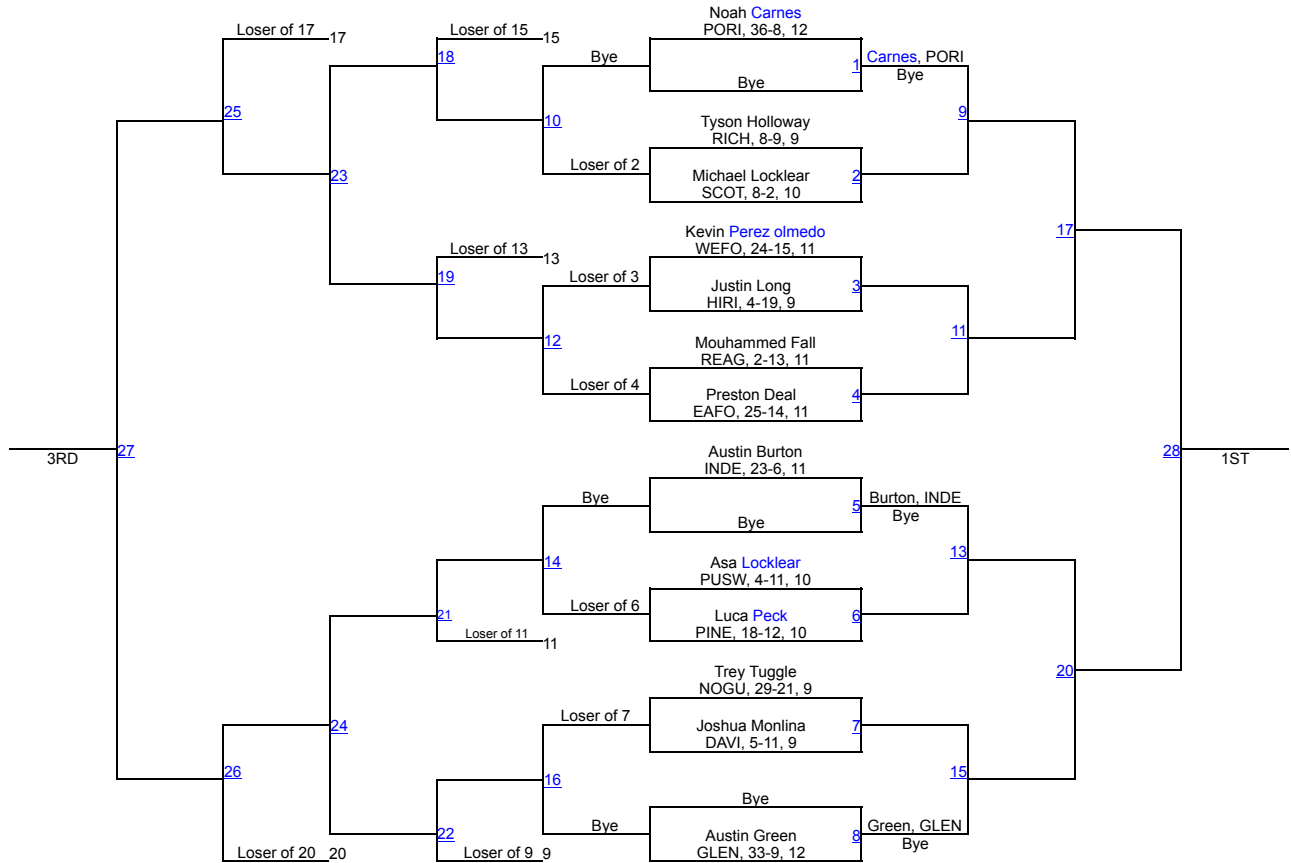 Noah Carnes
PORI, 36-8, 12
Loser of 17 17
Loser of 15 15
18
Bye
1
Carnes, PORI
Bye
Bye
25
10
9
Tyson Holloway
RICH, 8-9, 9
Loser of 2
Michael Locklear
SCOT, 8-2, 10
2
23
Kevin Perez olmedo
WEFO, 24-15, 11
17
Loser of 13 13
19
Loser of 3
Justin Long
HIRI, 4-19, 9
3
12
11
Mouhammed Fall
REAG, 2-13, 11
Loser of 4
Preston Deal
EAFO, 25-14, 11
4
3RD
27
28
1ST
Austin Burton
INDE, 23-6, 11
Bye
5
Burton, INDE
Bye
Bye
14
13
Asa Locklear
PUSW, 4-11, 10
Loser of 6
Luca Peck
PINE, 18-12, 10
6
21
Loser of 11 11
20
Trey Tuggle
NOGU, 29-21, 9
Loser of 7
Joshua Monlina
DAVI, 5-11, 9
7
24
26
16
15
Bye
Bye
Austin Green
GLEN, 33-9, 12
8
Green, GLEN
Bye
22
Loser of 20 20
Loser of 9 9